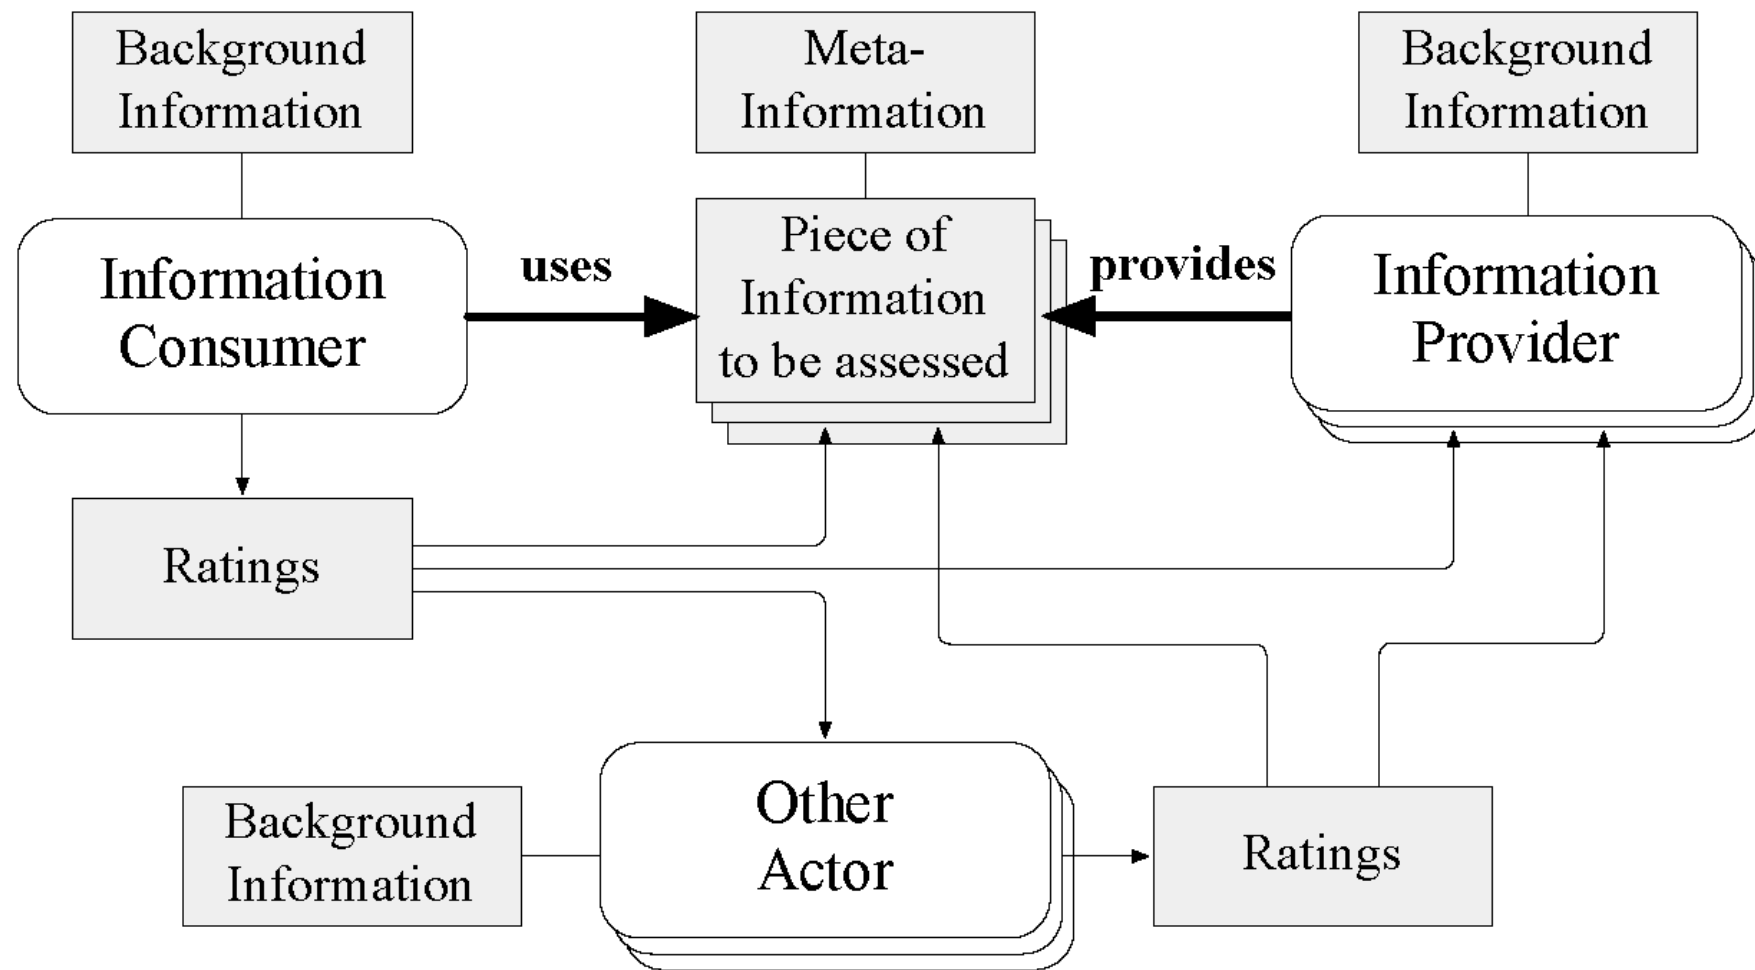 Background
Information
Meta-
Information
Background
Information
Information
Consumer
uses
Piece of
Information
to be assessed
provides
Information
Provider
Ratings
Background
Information
Other
Actor
Ratings